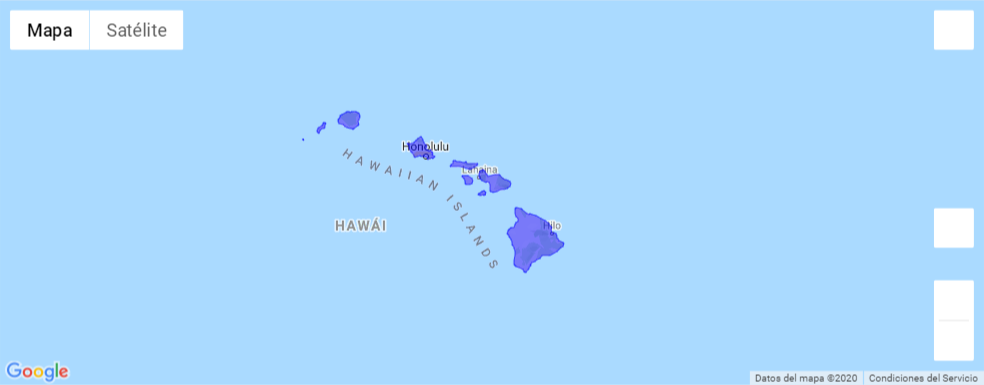 Mapa
Satélite
Honolulu
Lahaina
HAWAIIAN ISLANDS
HAWÁI
Hilo
Google
Datos del mapa ©2020
Condiciones del Servicio